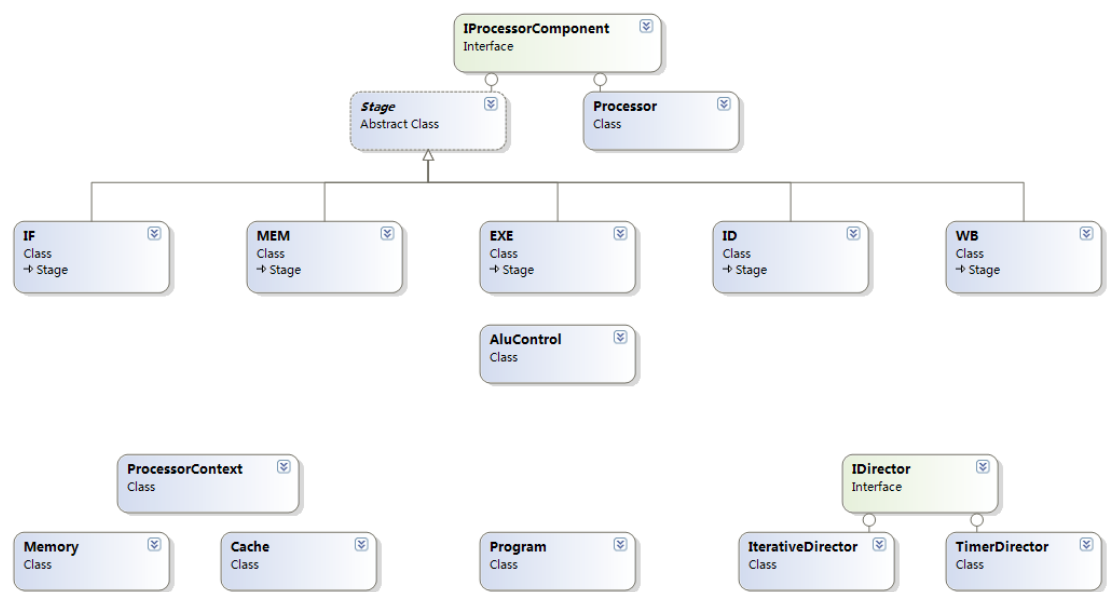 IProcessorComponent
Interface
Stage
Abstract Class
Processor
Class
IF
Class
Stage
MEM
Class
Stage
EXE
Class
Stage
ID
Class
Stage
WB
Class
Stage
AluControl
Class
ProcessorContext
Class
IDirector
Interface
Memory
Class
Cache
Class
Program
Class
IterativeDirector
Class
TimerDirector
Class